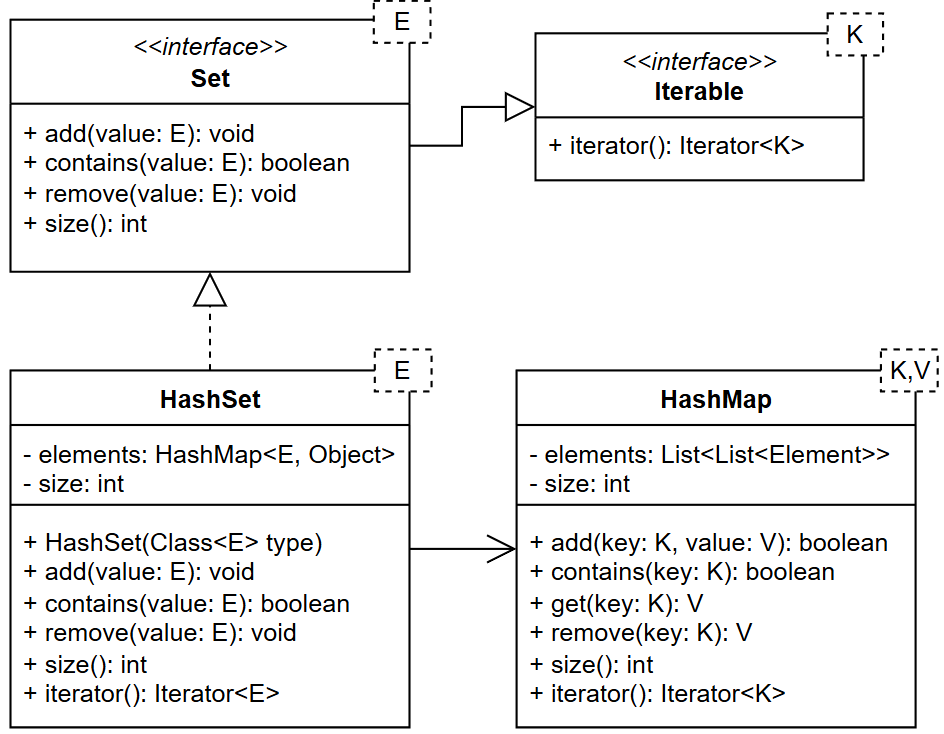 E
<<interface>>
Set
+ add(value: E): void
+ contains(value: E): boolean
+ remove(value: E): void
+ size(): int
K
<<interface>>
Iterable
+ iterator(): Iterator<K>
E
HashSet
- elements: HashMap<E, Object>
- size: int
+ HashSet(Class<E> type)
+ add(value: E): void
+ contains(value: E): boolean
+ remove(value: E): void
+ size(): int
+ iterator(): Iterator<E>
K,V
HashMap
- elements: List<List<Element>>
- size: int
+ add(key: K, value: V): boolean
+ contains(key: K): boolean
+ get(key: K): V
+ remove(key: K): V
+ size(): int
+ iterator(): Iterator<K>